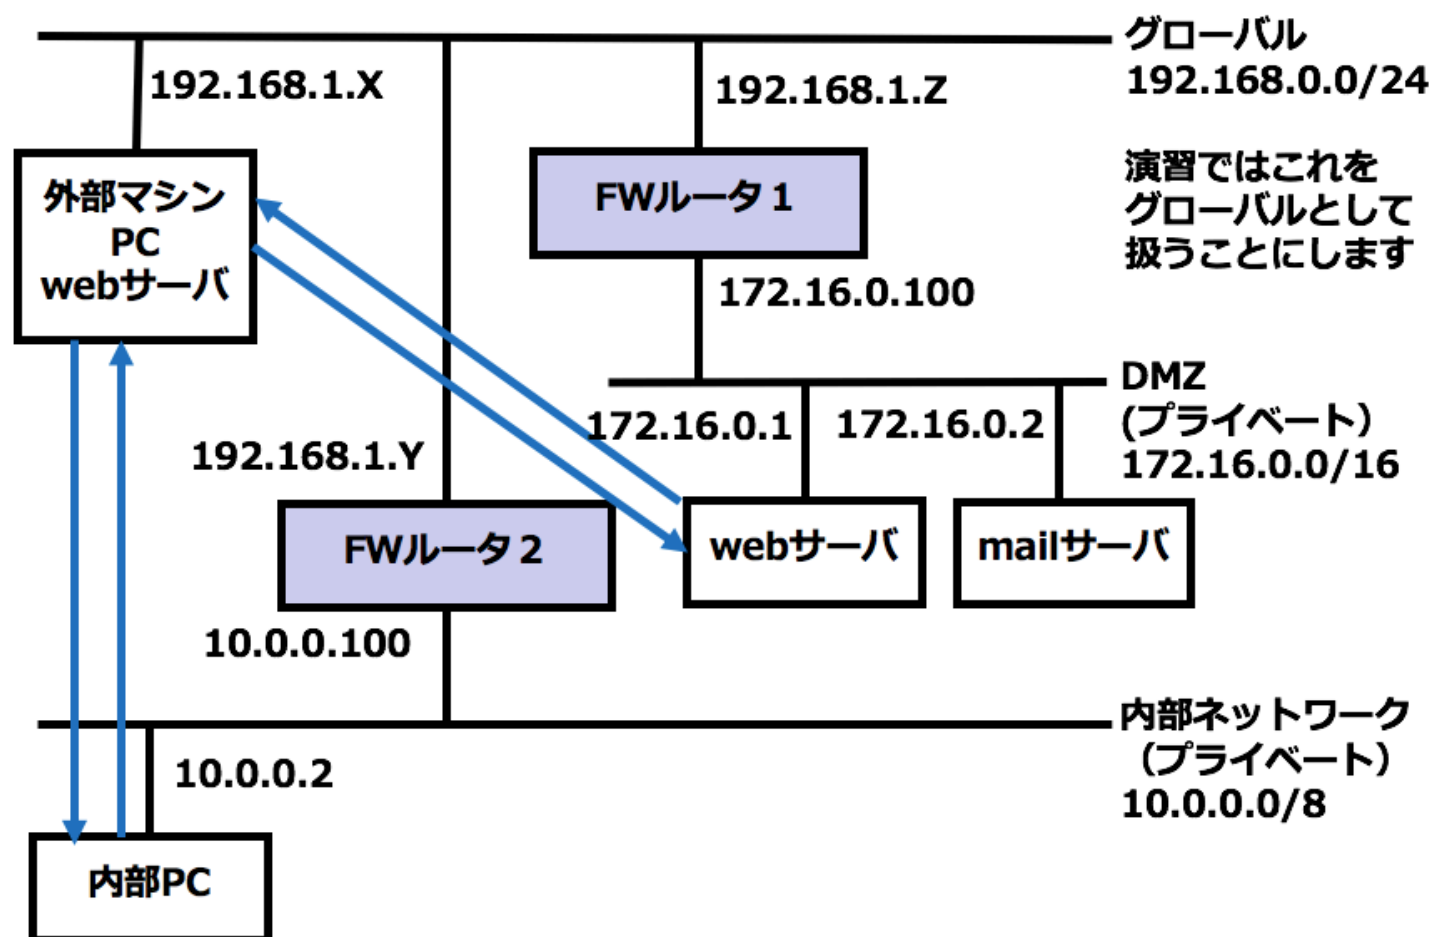 グローバル
192.168.0.0/24
192.168.1.X
192.168.1.Z
外部マシン
PC
webサーバ
FWルータ１
演習ではこれを
グローバルとして
扱うことにします
172.16.0.100
DMZ
(プライベート）
172.16.0.0/16
172.16.0.1
172.16.0.2
192.168.1.Y
FWルータ２
webサーバ
mailサーバ
10.0.0.100
内部ネットワーク
（プライベート）
10.0.0.0/8
10.0.0.2
内部PC